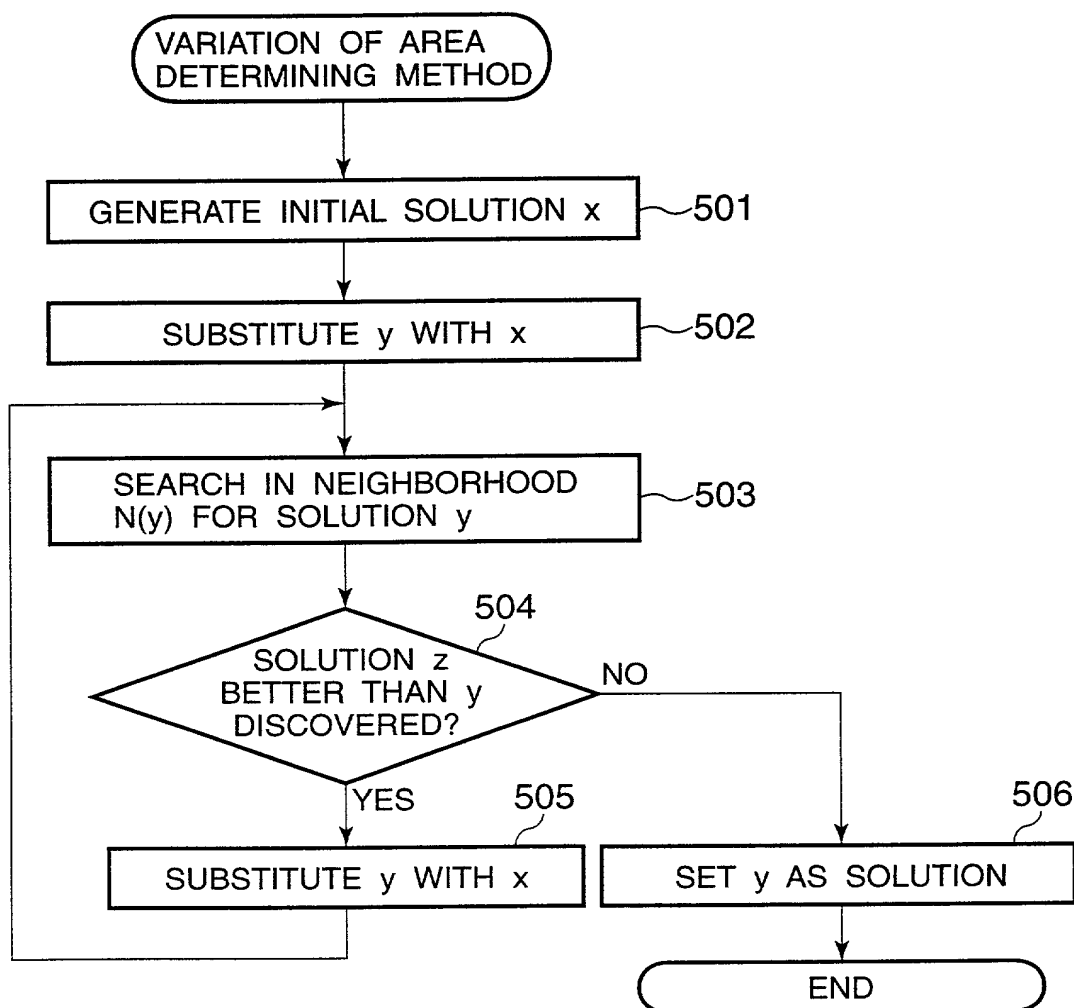 VARIATION OF AREA
DETERMINING METHOD
GENERATE INITIAL SOLUTION x
501
SUBSTITUTE y WITH x
502
SEARCH IN NEIGHBORHOOD
N(y) FOR SOLUTION y
503
504
SOLUTION z
BETTER THAN y
DISCOVERED?
NO
YES
505
SUBSTITUTE y WITH x
506
SET y AS SOLUTION
END